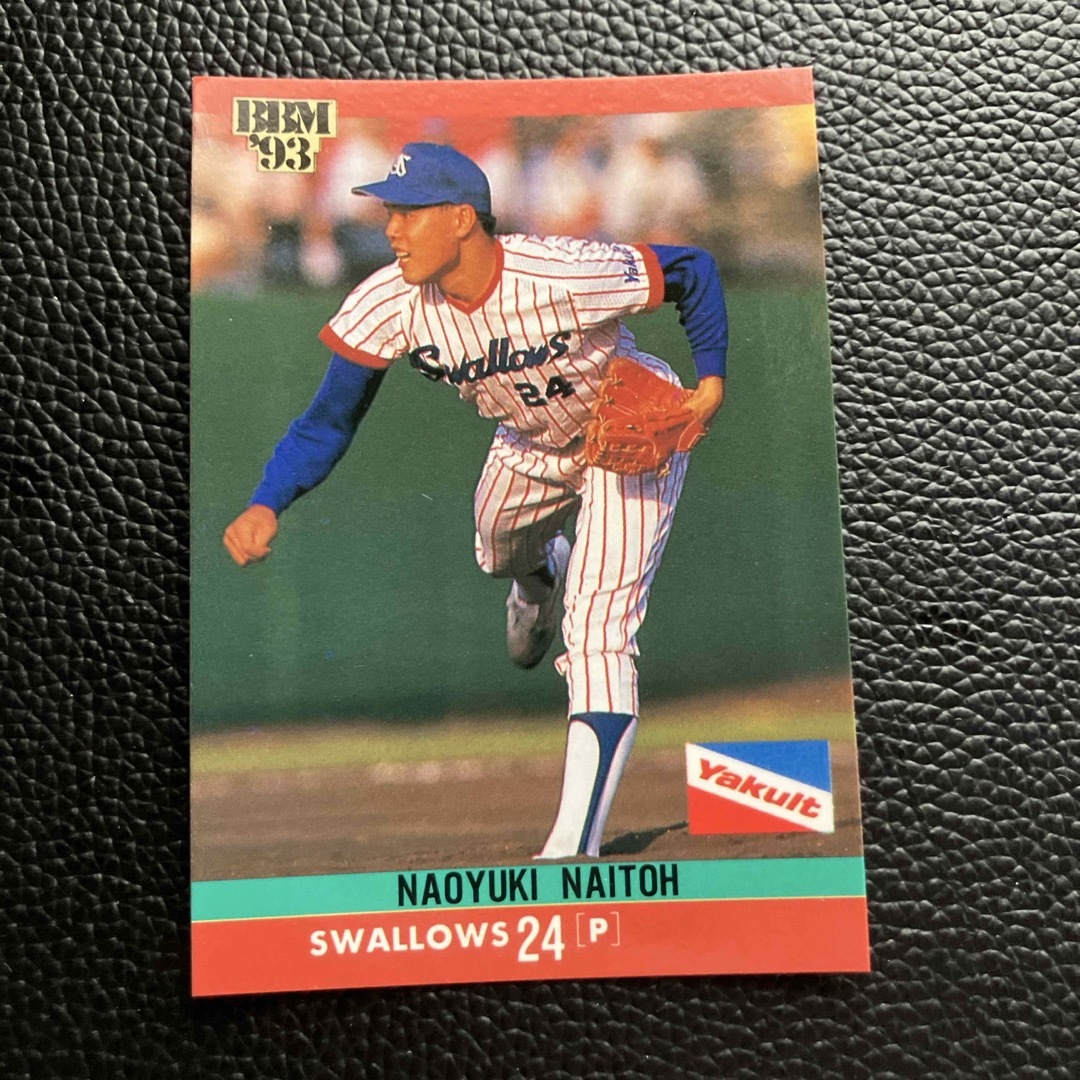 BBM
'93
Yakult
Swallows
24
Yakult
NAOYUKI NAITOH
SWALLOWS 24 [P]